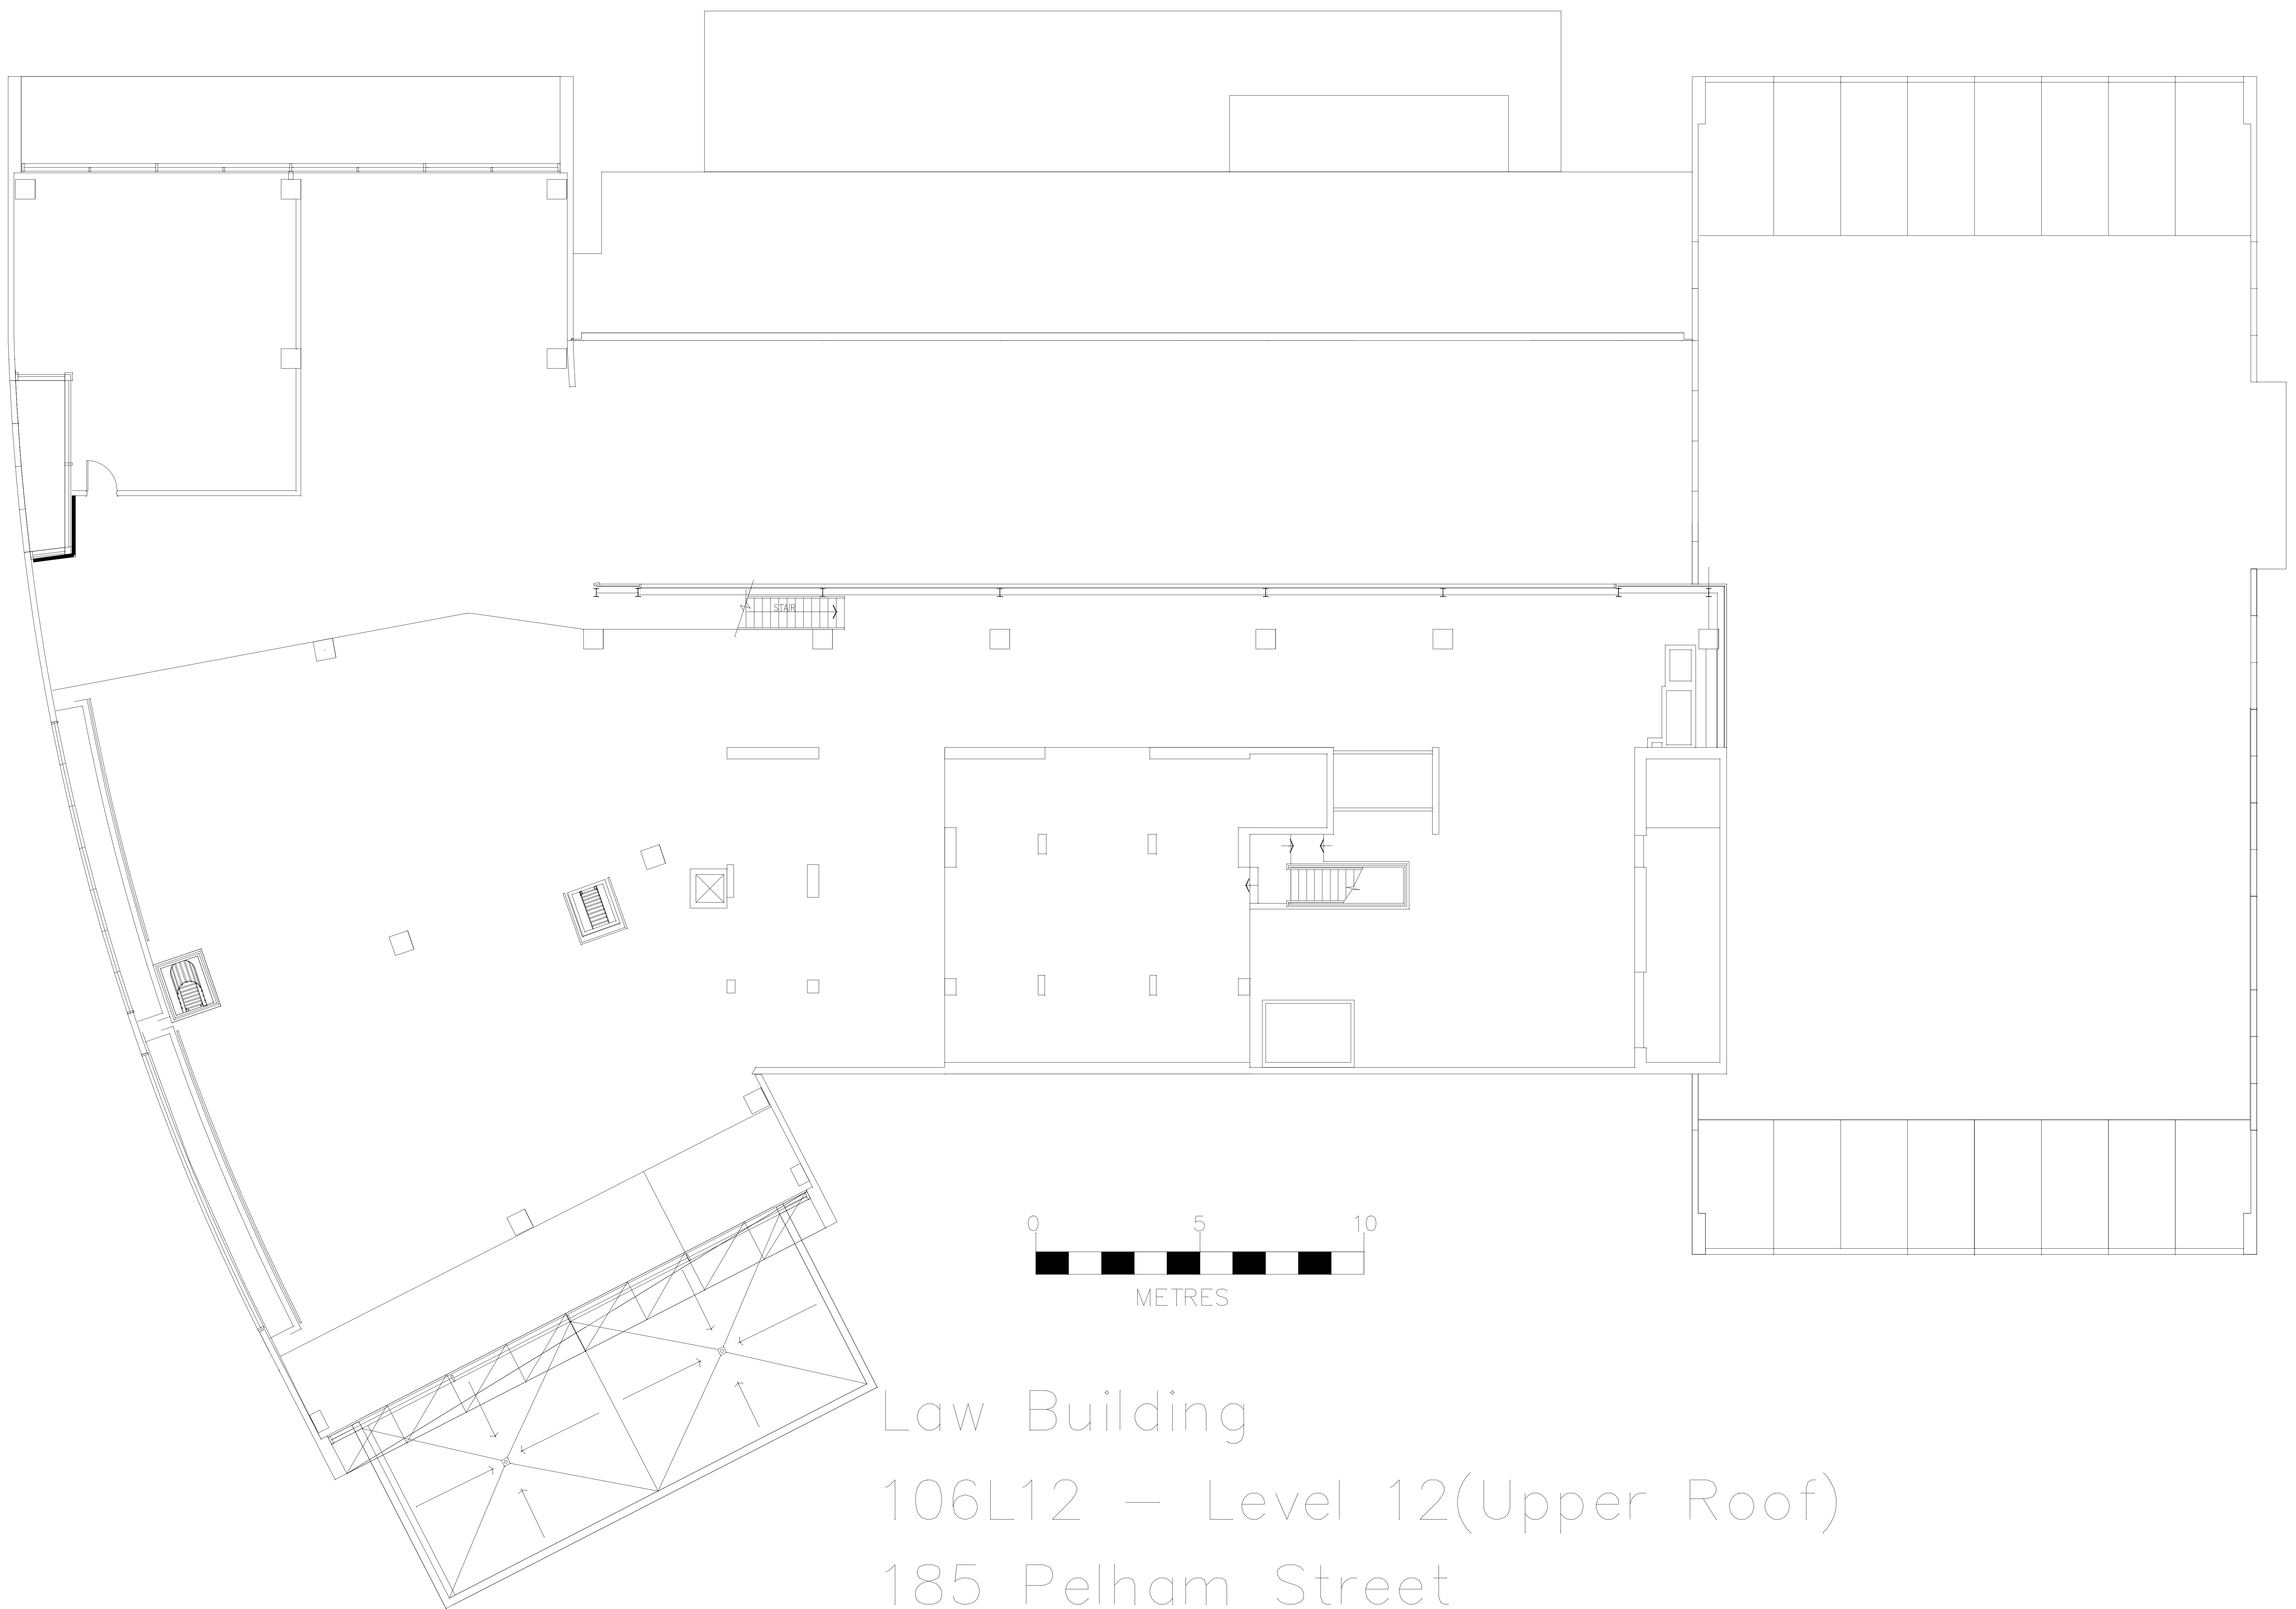 STAIR
0 5 10
METRES
Law Building
106L12 - Level 12(Upper Roof)
185 Pelham Street